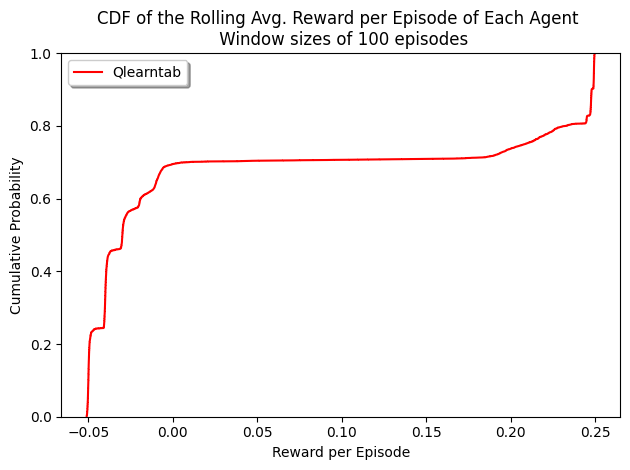 CDF of the Rolling Avg. Reward per Episode of Each Agent
Window sizes of 100 episodes
Qlearntab
1.0
0.8
0.6
0.4
0.2
0.0
Cumulative Probability
−0.05
0.00
0.05
0.10
0.15
0.20
0.25
Reward per Episode